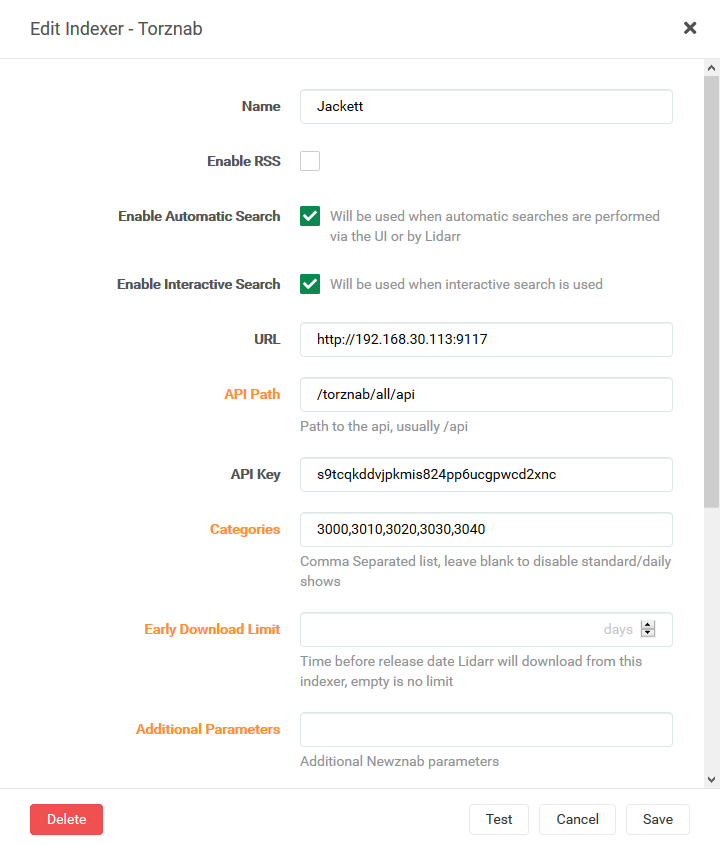 Edit Indexer - Torznab
Name
Jackett
Enable RSS
Enable Automatic Search
Will be used when automatic searches are performed
via the UI or by Lidarr
Enable Interactive Search
Will be used when interactive search is used
URL
http://192.168.30.113:9117
API Path
/torznab/all/api
Path to the api, usually /api
API Key
s9tcqkddvjpkmis824pp6ucgpwcd2xnc
Categories
3000,3010,3020,3030,3040
Comma Separated list, leave blank to disable standard/daily
shows
Early Download Limit
days
Time before release date Lidarr will download from this
indexer, empty is no limit
Additional Parameters
Additional Newznab parameters
Delete
Test
Cancel
Save